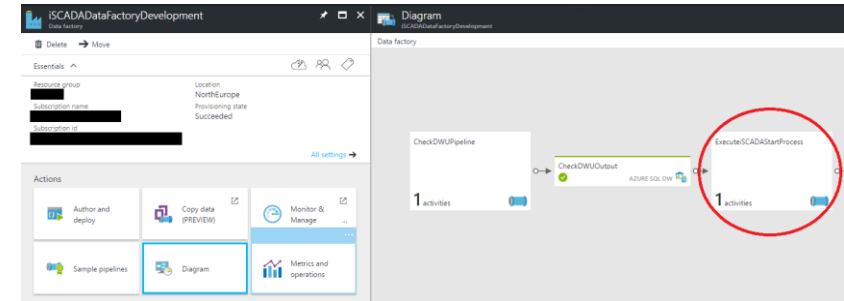 iSCADADataFactoryDevelopment
Data factory
Delete
Move
Essentials
Resource group
Location
NorthEurope
Subscription name
Provisioning state
Succeeded
Subscription id
All settings
Actions
Author and
deploy
Copy data
(PREVIEW)
Monitor &
Manage
...
Sample pipelines
Diagram
Metrics and
operations
Diagram
iSCADADataFactoryDevelopment
Data factory
CheckDWUPipeline
1 activities
CheckDWUOutput
AZURE SQL DW
ExecuteiSCADAStartProcess
1 activities